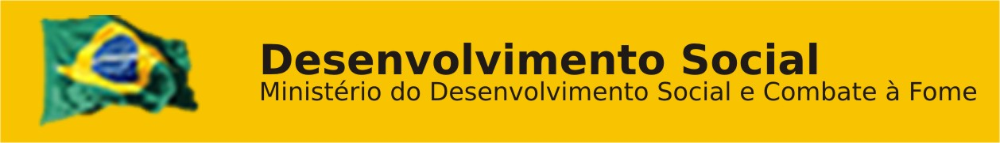 Desenvolvimento Social
Ministério do Desenvolvimento Social e Combate à Fome